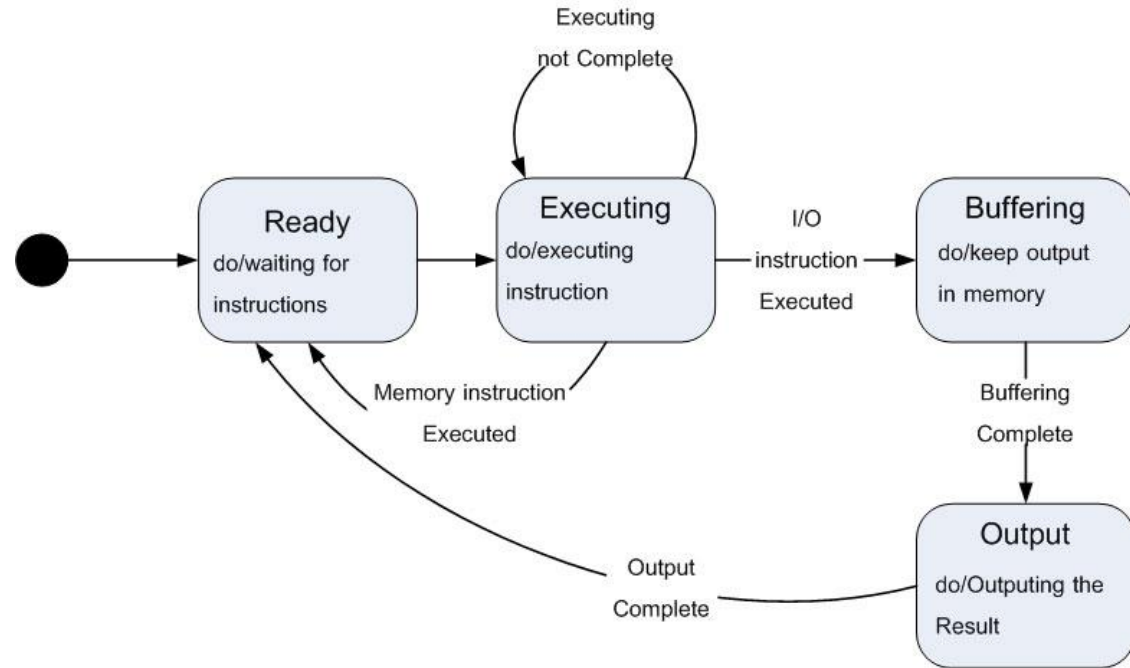 Executing
not Complete
Ready
do/waiting for
instructions
Executing
do/executing
instruction
I/O
instruction
Executed
Buffering
do/keep output
in memory
Memory instruction
Executed
Buffering
Complete
Output
do/Outputing the
Result
Output
Complete